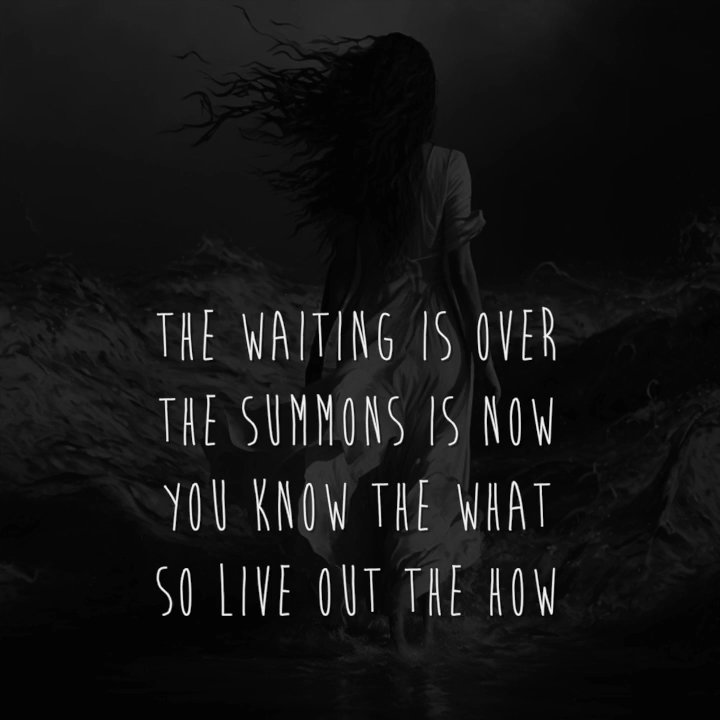 THE WAITING IS OVER
THE SUMMONS IS NOW
YOU KNOW THE WHAT
SO LIVE OUT THE HOW